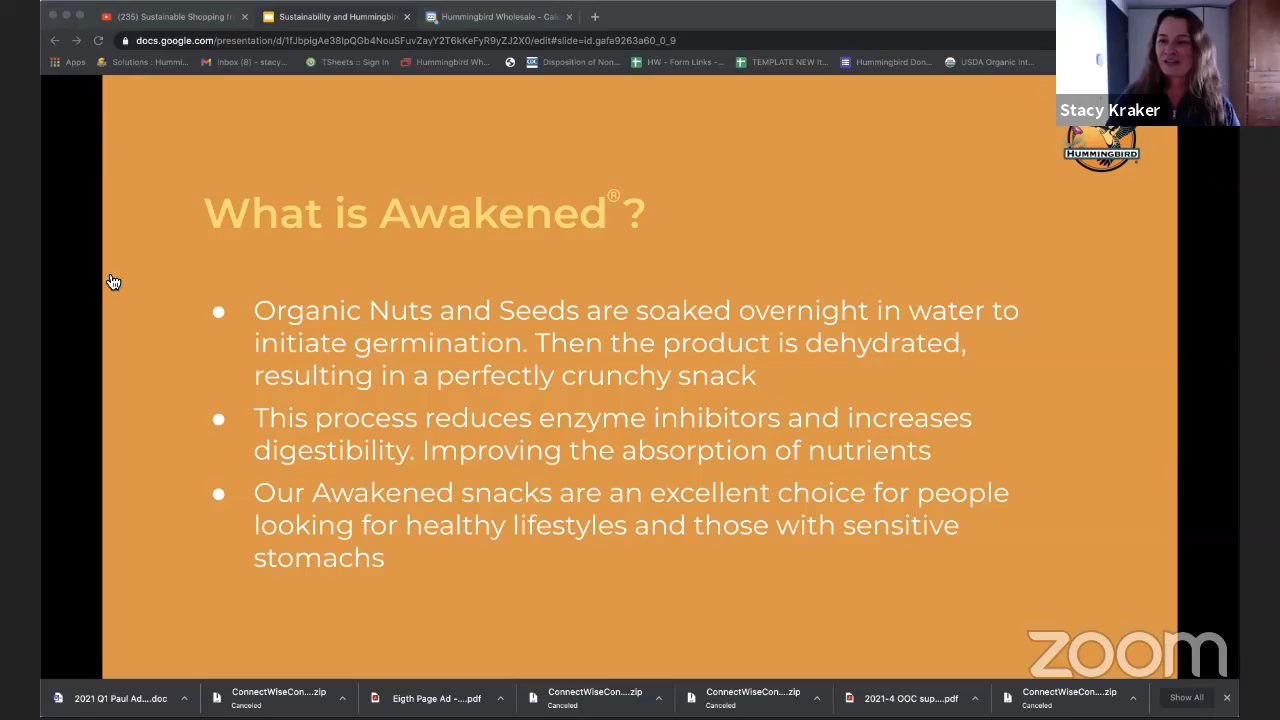 (235) Sustainable Shopping fr
Sustainability and Hummingbir
Hummingbird Wholesale - Cal
docs.google.com/presentation/d/1fJbpigAe38IpQGb4NouSFuvZayY2T6kKeFyR9yZJ2X0/edit#slide=id.gafa9263a60_0_9
Apps
Solutions : Hummi...
Inbox (8) - stacy...
TSheets :: Sign In
Hummingbird Wh...
Disposition of Non...
HW - Form Links -...
TEMPLATE NEW It...
Hummingbird Don...
USDA Organic Int...
Stacy Kraker
HUMMINGBIRD
What is Awakened®?
● Organic Nuts and Seeds are soaked overnight in water to
initiate germination. Then the product is dehydrated,
resulting in a perfectly crunchy snack
● This process reduces enzyme inhibitors and increases
digestibility. Improving the absorption of nutrients
● Our Awakened snacks are an excellent choice for people
looking for healthy lifestyles and those with sensitive
stomachs
zoom
2021 Q1 Paul Ad....doc
ConnectWiseCon....zip
Canceled
Eigth Page Ad -....pdf
ConnectWiseCon....zip
Canceled
ConnectWiseCon....zip
Canceled
2021-4 OOC sup....pdf
ConnectWiseCon....zip
Canceled
Show All